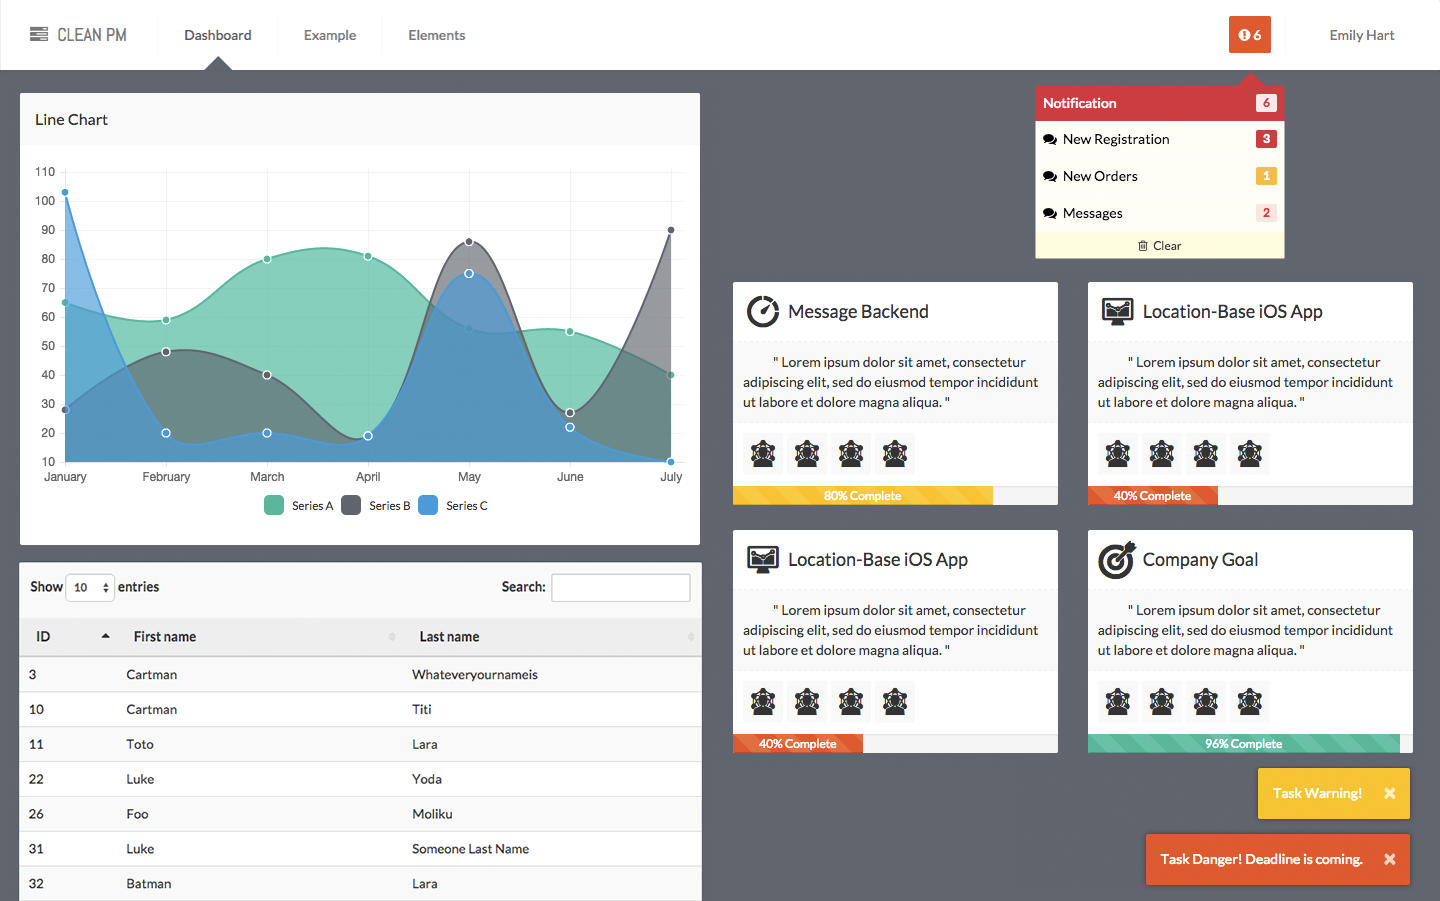 CLEAN PM
Dashboard
Example
Elements
6
Emily Hart
Notification 6
New Registration 3
New Orders 1
Messages 2
Clear
Line Chart
110
100
90
80
70
60
50
40
30
20
10
January February March April May June July
Series A Series B Series C
Show 10 entries
Search:
ID First name Last name
3 Cartman Whateveryournameis
10 Cartman Titi
11 Toto Lara
22 Luke Yoda
26 Foo Moliku
31 Luke Someone Last Name
32 Batman Lara
Message Backend
" Lorem ipsum dolor sit amet, consectetur
adipiscing elit, sed do eiusmod tempor incididunt
ut labore et dolore magna aliqua. "
80% Complete
Location-Base iOS App
" Lorem ipsum dolor sit amet, consectetur
adipiscing elit, sed do eiusmod tempor incididunt
ut labore et dolore magna aliqua. "
40% Complete
Location-Base iOS App
" Lorem ipsum dolor sit amet, consectetur
adipiscing elit, sed do eiusmod tempor incididunt
ut labore et dolore magna aliqua. "
40% Complete
Company Goal
" Lorem ipsum dolor sit amet, consectetur
adipiscing elit, sed do eiusmod tempor incididunt
ut labore et dolore magna aliqua. "
96% Complete
Task Warning! ×
Task Danger! Deadline is coming. ×